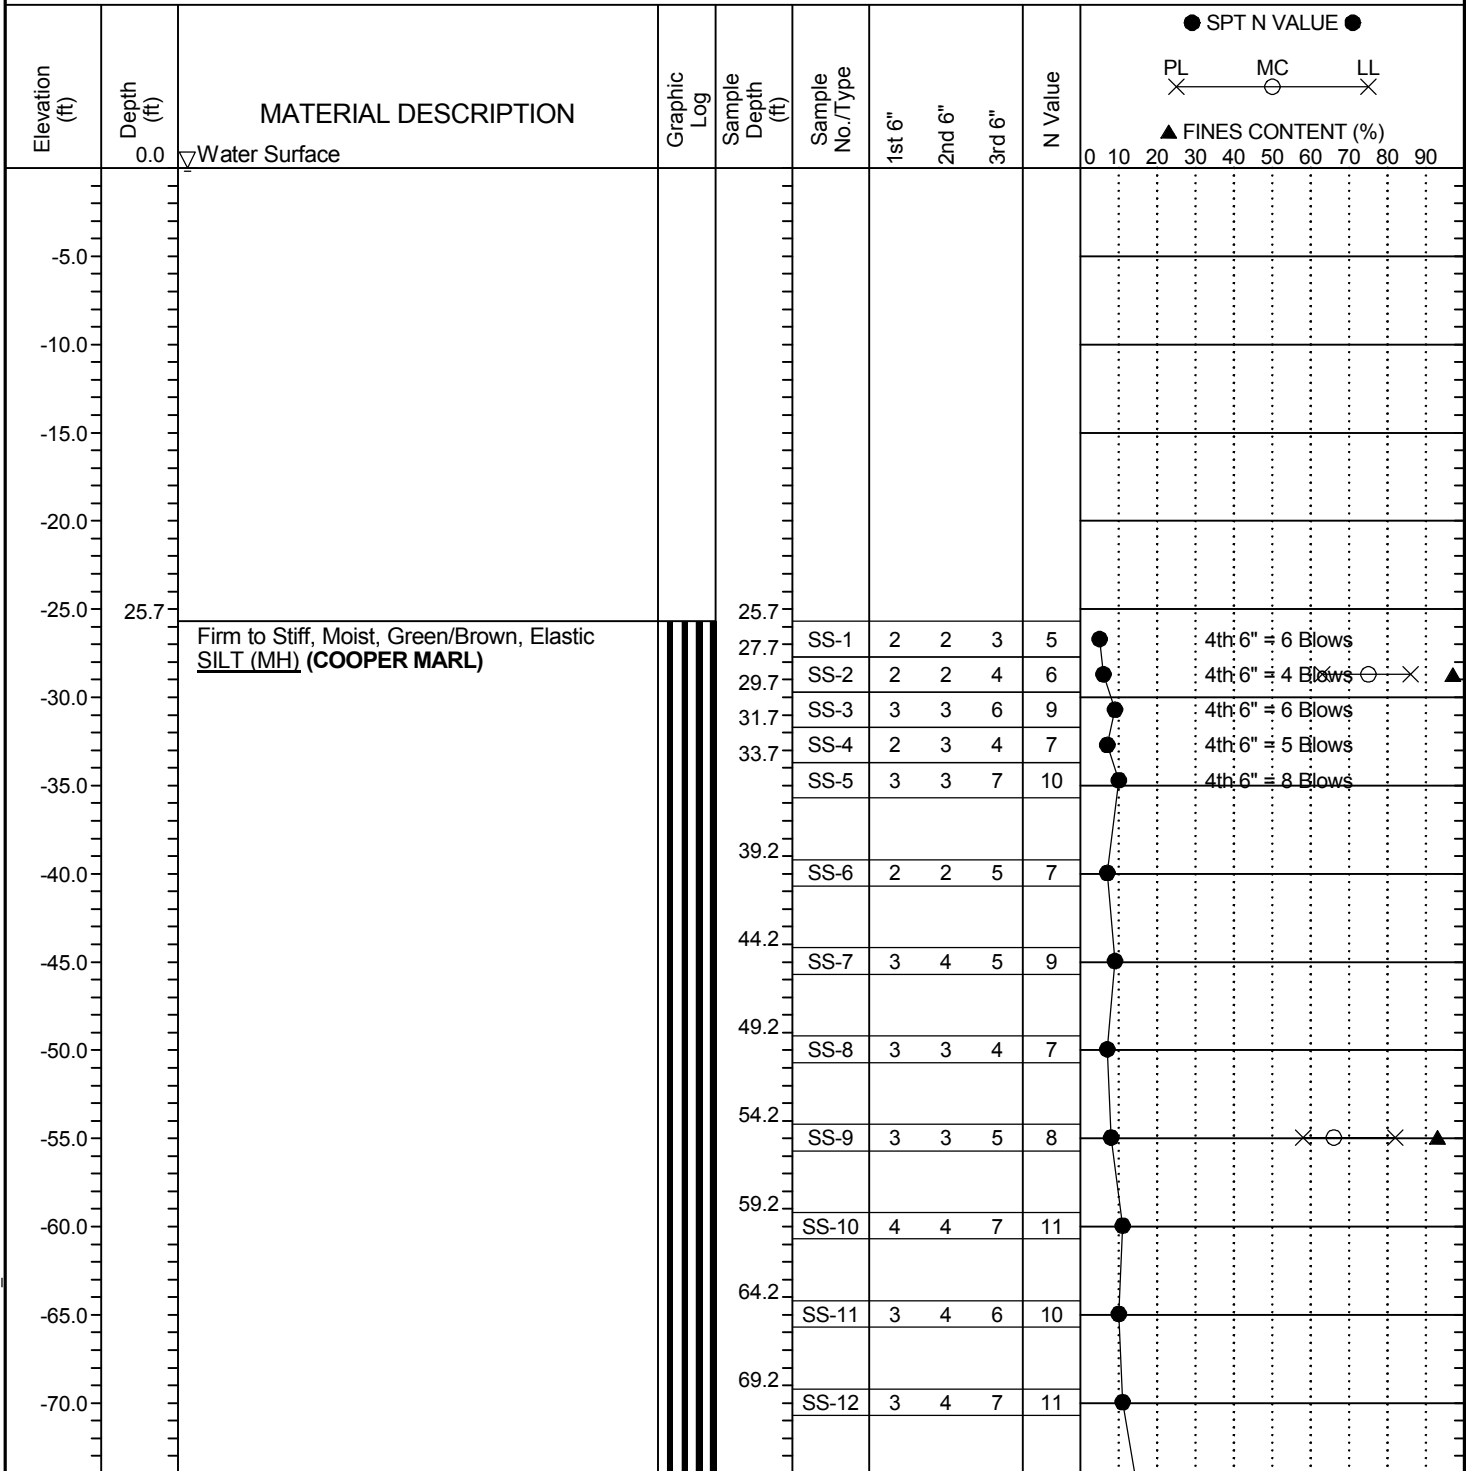 Elevation (ft)
Depth (ft)
MATERIAL DESCRIPTION
Graphic Log
Sample Depth (ft)
Sample No./Type
1st 6"
2nd 6"
3rd 6"
N Value
● SPT N VALUE ●
PL MC LL
▲ FINES CONTENT (%)
0 10 20 30 40 50 60 70 80 90
0.0 Water Surface
-5.0
-10.0
-15.0
-20.0
-25.0 25.7 25.7
Firm to Stiff, Moist, Green/Brown, Elastic
SILT (MH) (COOPER MARL)
SS-1 2 2 3 5 4th 6" = 6 Blows
27.7
SS-2 2 2 4 6 4th 6" = 4 Blows
29.7
-30.0
SS-3 3 3 6 9 4th 6" = 6 Blows
31.7
SS-4 2 3 4 7 4th 6" = 5 Blows
33.7
-35.0 SS-5 3 3 7 10 4th 6" = 8 Blows
39.2
-40.0 SS-6 2 2 5 7
44.2
-45.0 SS-7 3 4 5 9
49.2
-50.0 SS-8 3 3 4 7
54.2
-55.0 SS-9 3 3 5 8
59.2
-60.0 SS-10 4 4 7 11
64.2
-65.0 SS-11 3 4 6 10
69.2
-70.0 SS-12 3 4 7 11